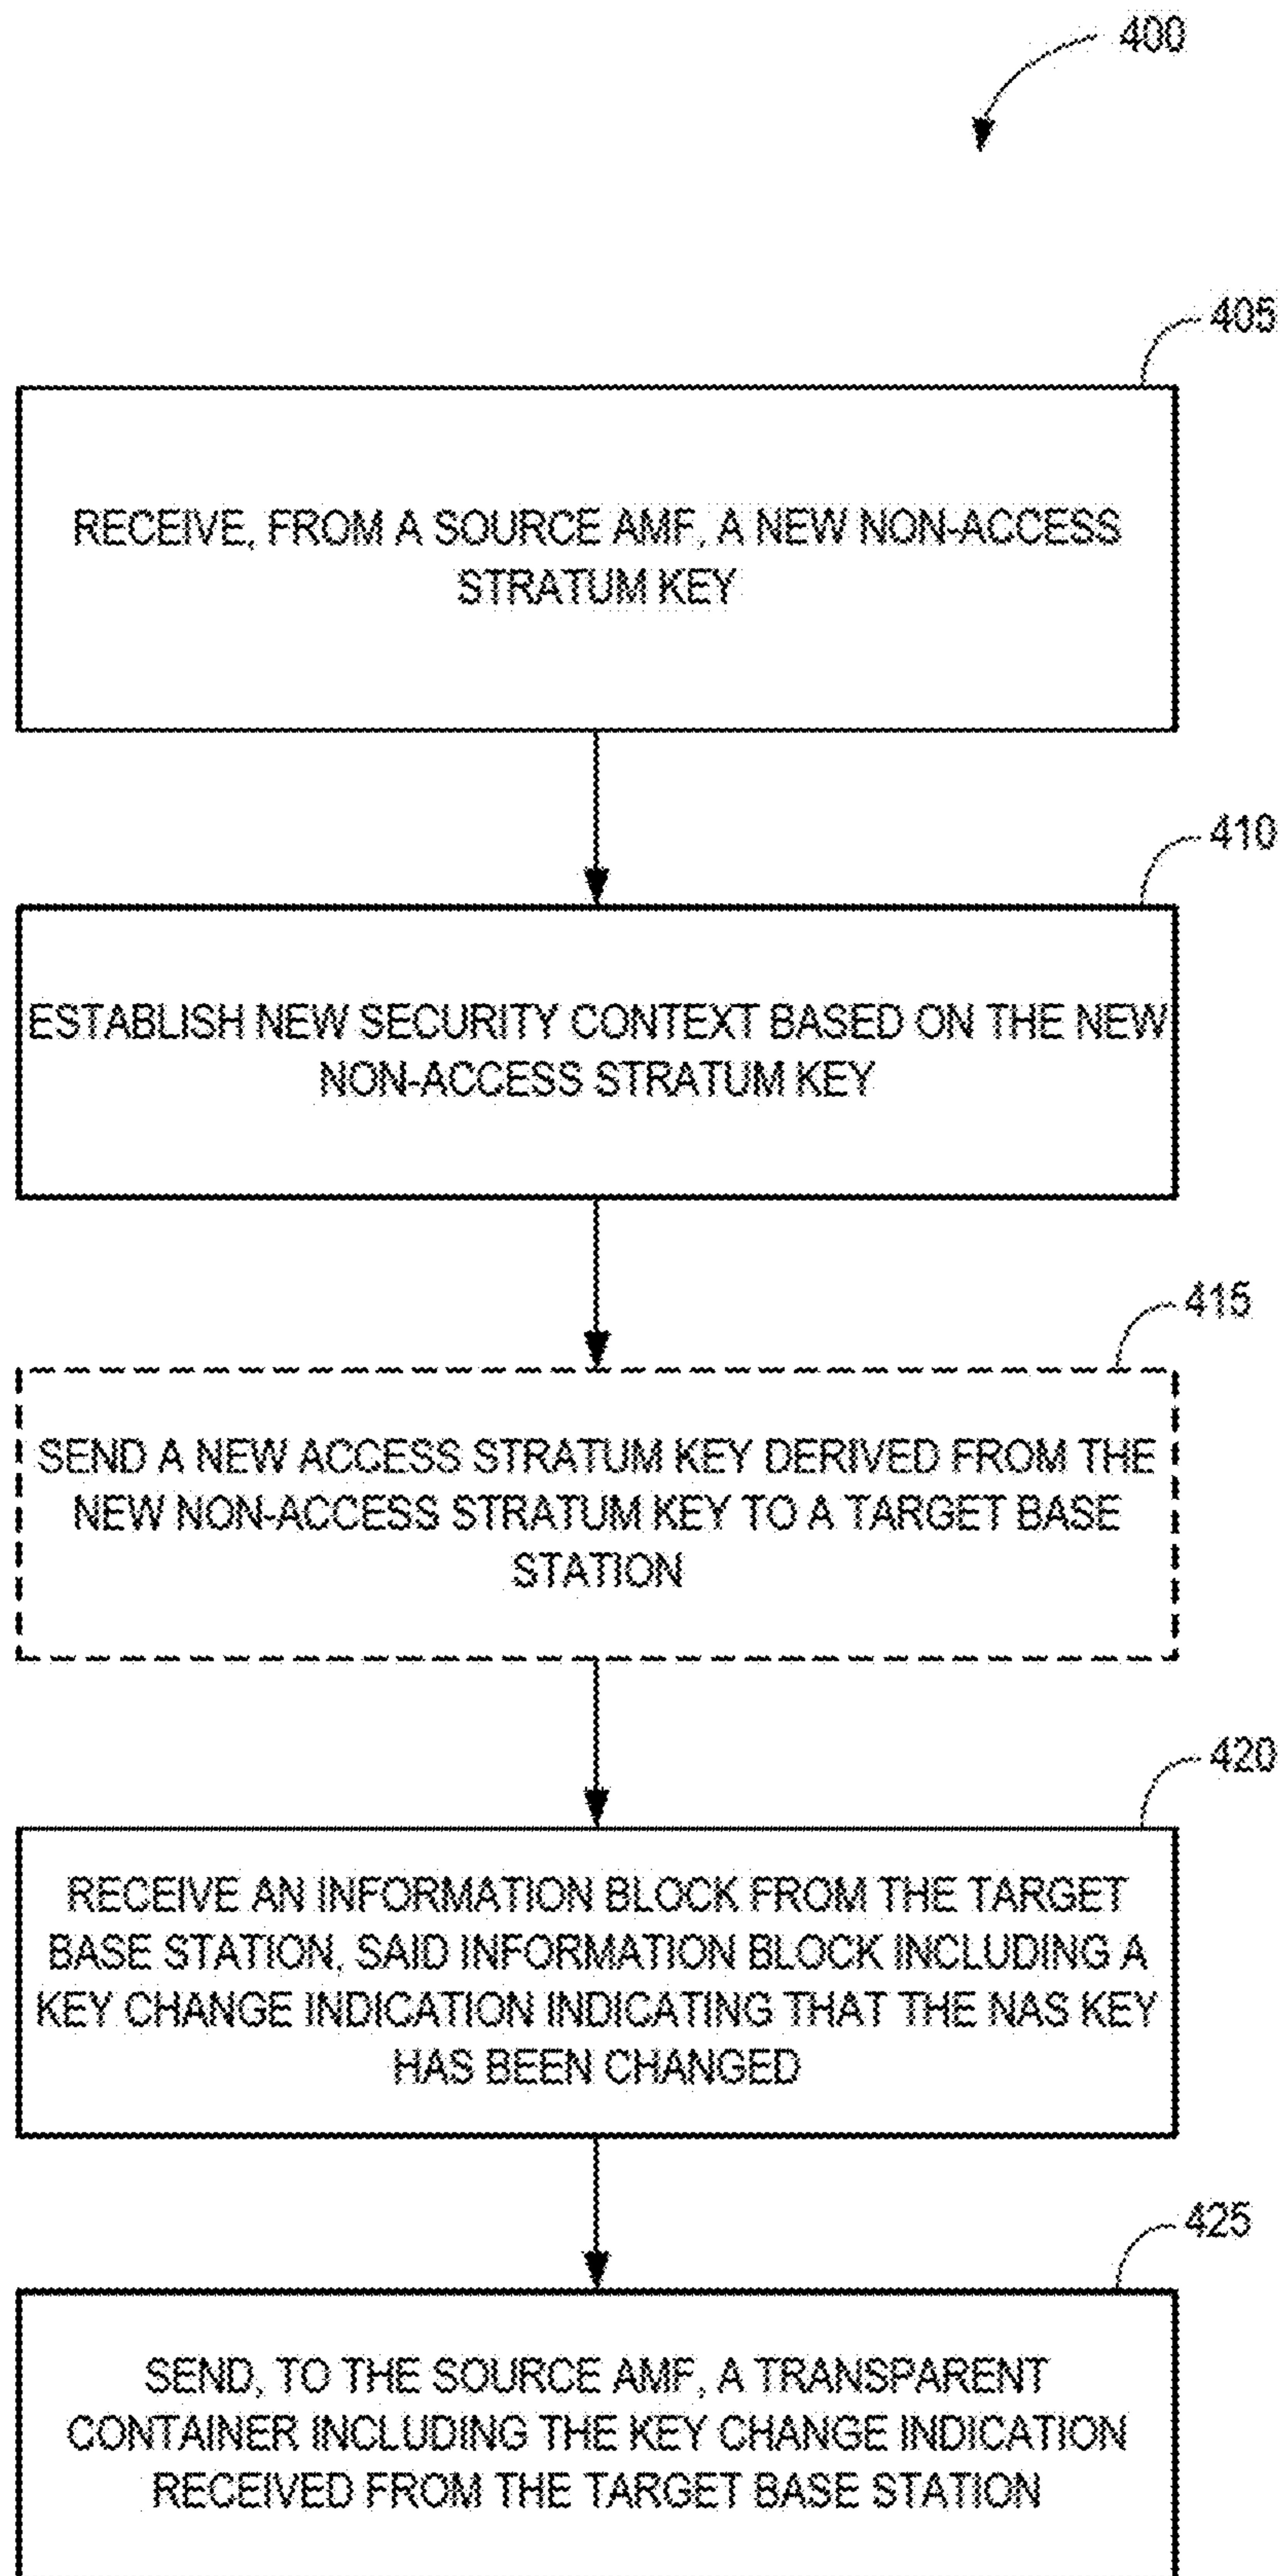 400
405
RECEIVE, FROM A SOURCE AMF, A NEW NON-ACCESS
STRATUM KEY
410
ESTABLISH NEW SECURITY CONTEXT BASED ON THE NEW
NON-ACCESS STRATUM KEY
415
SEND A NEW ACCESS STRATUM KEY DERIVED FROM THE
NEW NON-ACCESS STRATUM KEY TO A TARGET BASE
STATION
420
RECEIVE AN INFORMATION BLOCK FROM THE TARGET
BASE STATION, SAID INFORMATION BLOCK INCLUDING A
KEY CHANGE INDICATION INDICATING THAT THE NAS KEY
HAS BEEN CHANGED
425
SEND, TO THE SOURCE AMF, A TRANSPARENT
CONTAINER INCLUDING THE KEY CHANGE INDICATION
RECEIVED FROM THE TARGET BASE STATION